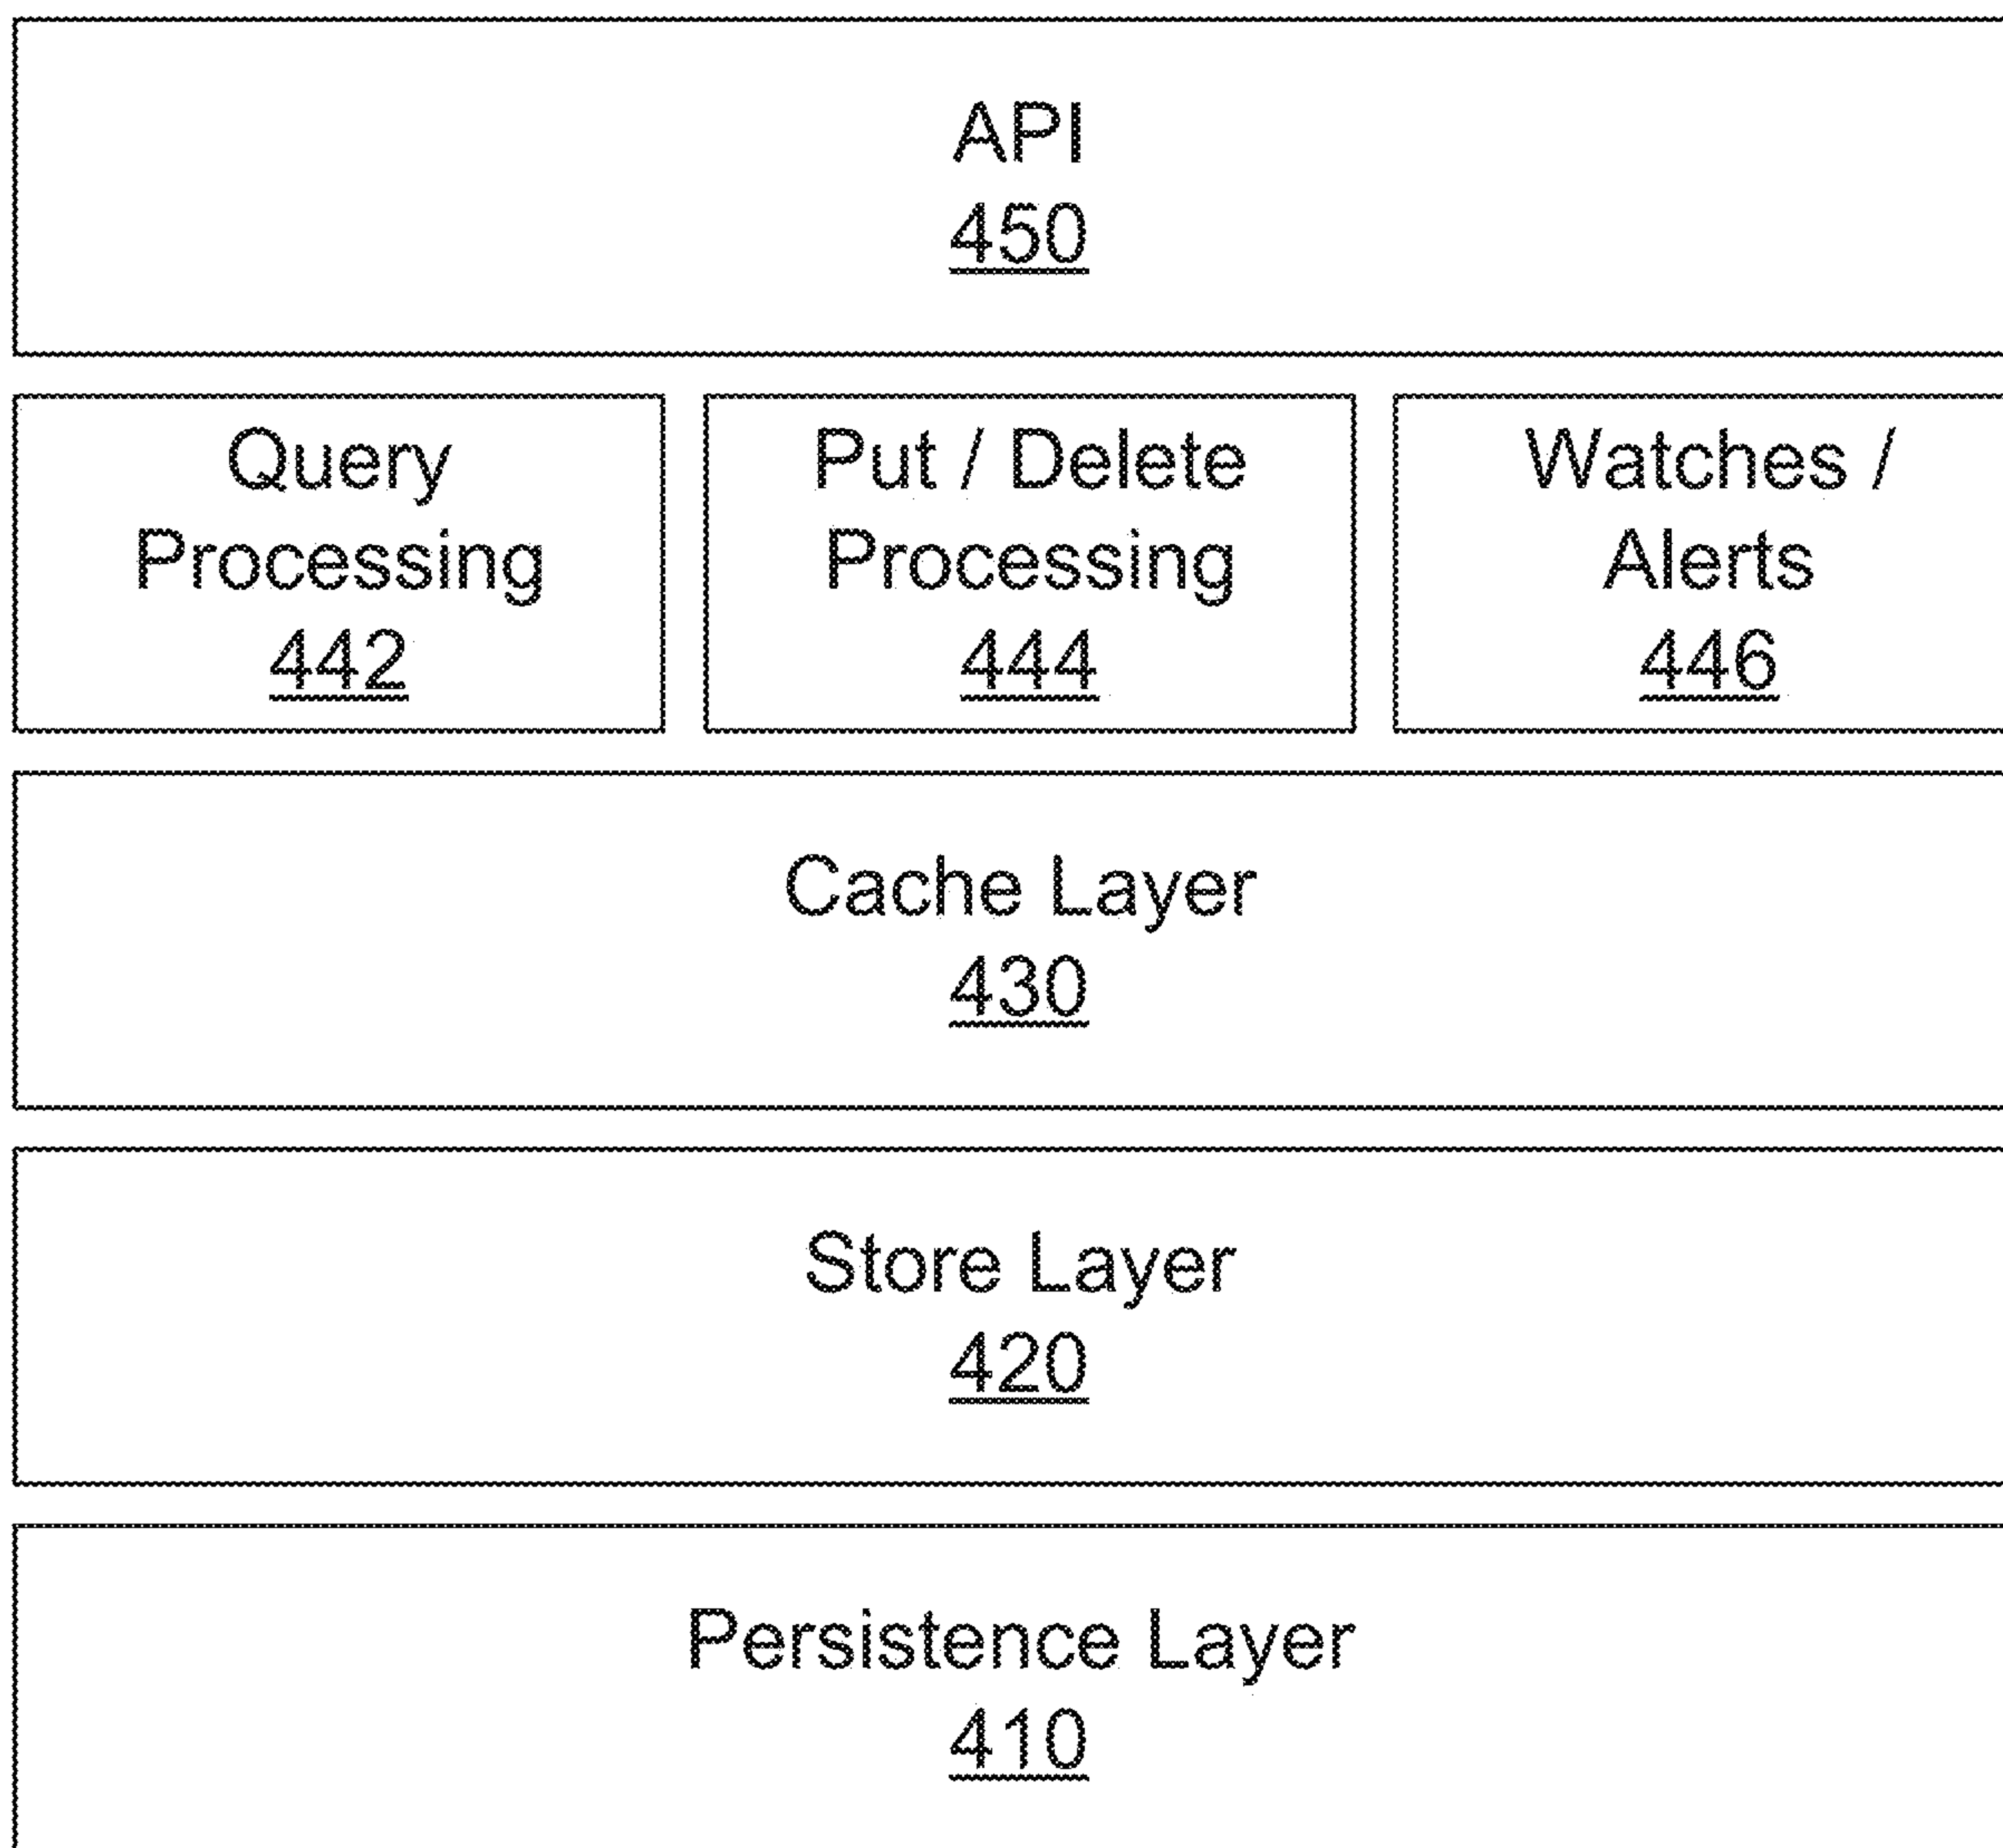 API
450
Query
Processing
442
Put / Delete
Processing
444
Watches /
Alerts
446
Cache Layer
430
Store Layer
420
Persistence Layer
410